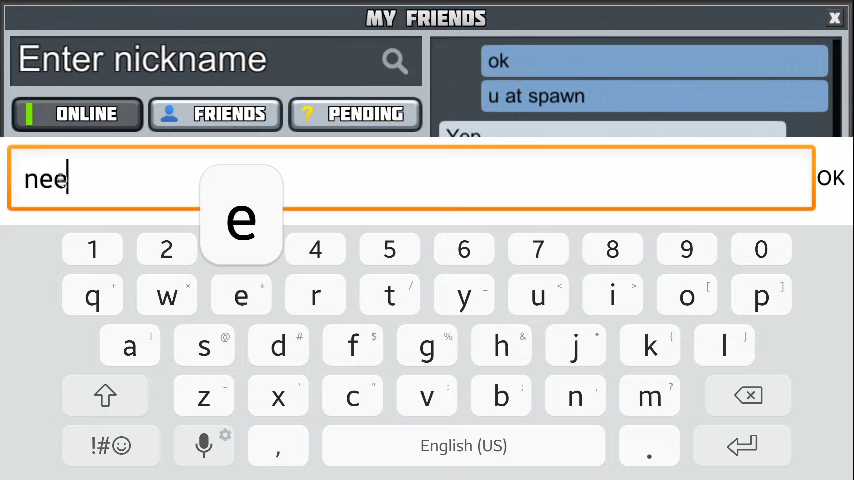 MY FRIENDS
x
Enter nickname
ONLINE
FRIENDS
? PENDING
ok
u at spawn
Yep
nee
OK
e
1 2 4 5 6 7 8 9 0
q + w × e ÷ r t / y _ u < i > o [ p ]
a ! s @ d # f $ g % h & j * k ( l )
z - x ' c " v : b ; n , m ?
!#☺ , English (US) .